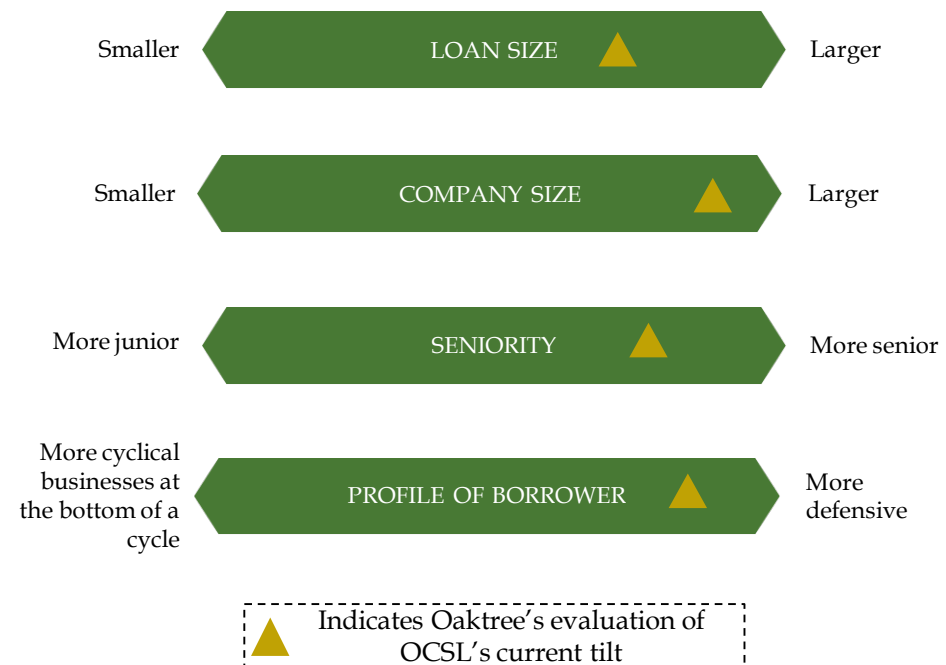 Smaller
LOAN SIZE
Larger
Smaller
COMPANY SIZE
Larger
More junior
SENIORITY
More senior
More cyclical
businesses at
the bottom of a
cycle
PROFILE OF BORROWER
More
defensive
Indicates Oaktree’s evaluation of
OCSL’s current tilt